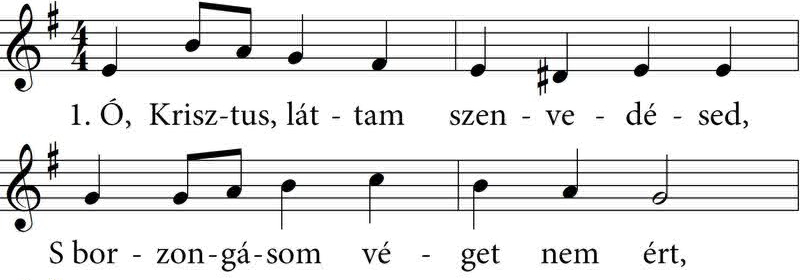 1. Ó, Krisz-tus, lát - tam szen - ve - dé - sed,
S bor - zon-gá-som vé - get nem ért,